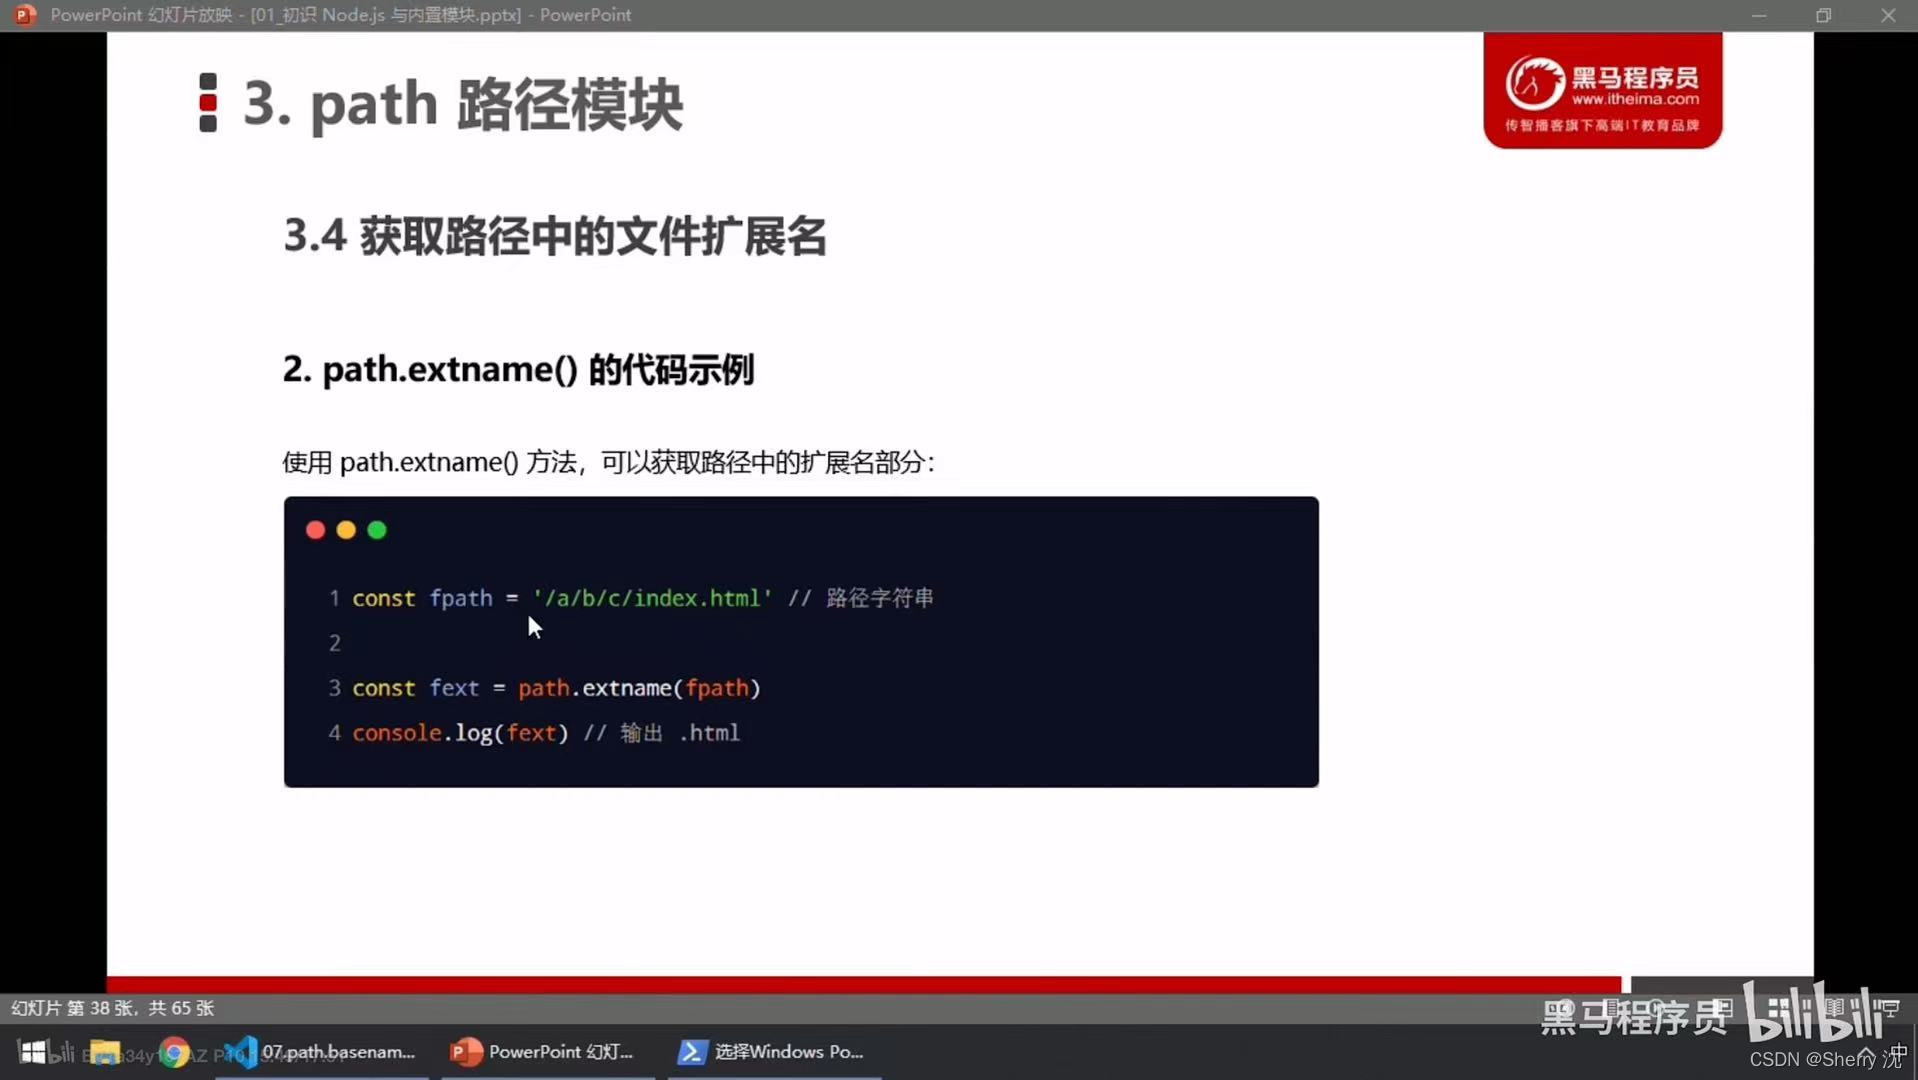 PowerPoint 幻灯片放映 - [01_初识 Node.js 与内置模块.pptx] - PowerPoint
3. path 路径模块
黑马程序员
www.itheima.com
传智播客旗下高端IT教育品牌
3.4 获取路径中的文件扩展名
2. path.extname() 的代码示例
使用 path.extname() 方法，可以获取路径中的扩展名部分：
1 const fpath = '/a/b/c/index.html' // 路径字符串
2
3 const fext = path.extname(fpath)
4 console.log(fext) // 输出 .html
幻灯片 第 38 张，共 65 张
黑马程序员 bilibili
07.path.basenam...
PowerPoint 幻灯...
选择Windows Po...
中
CSDN @Sherry 沈